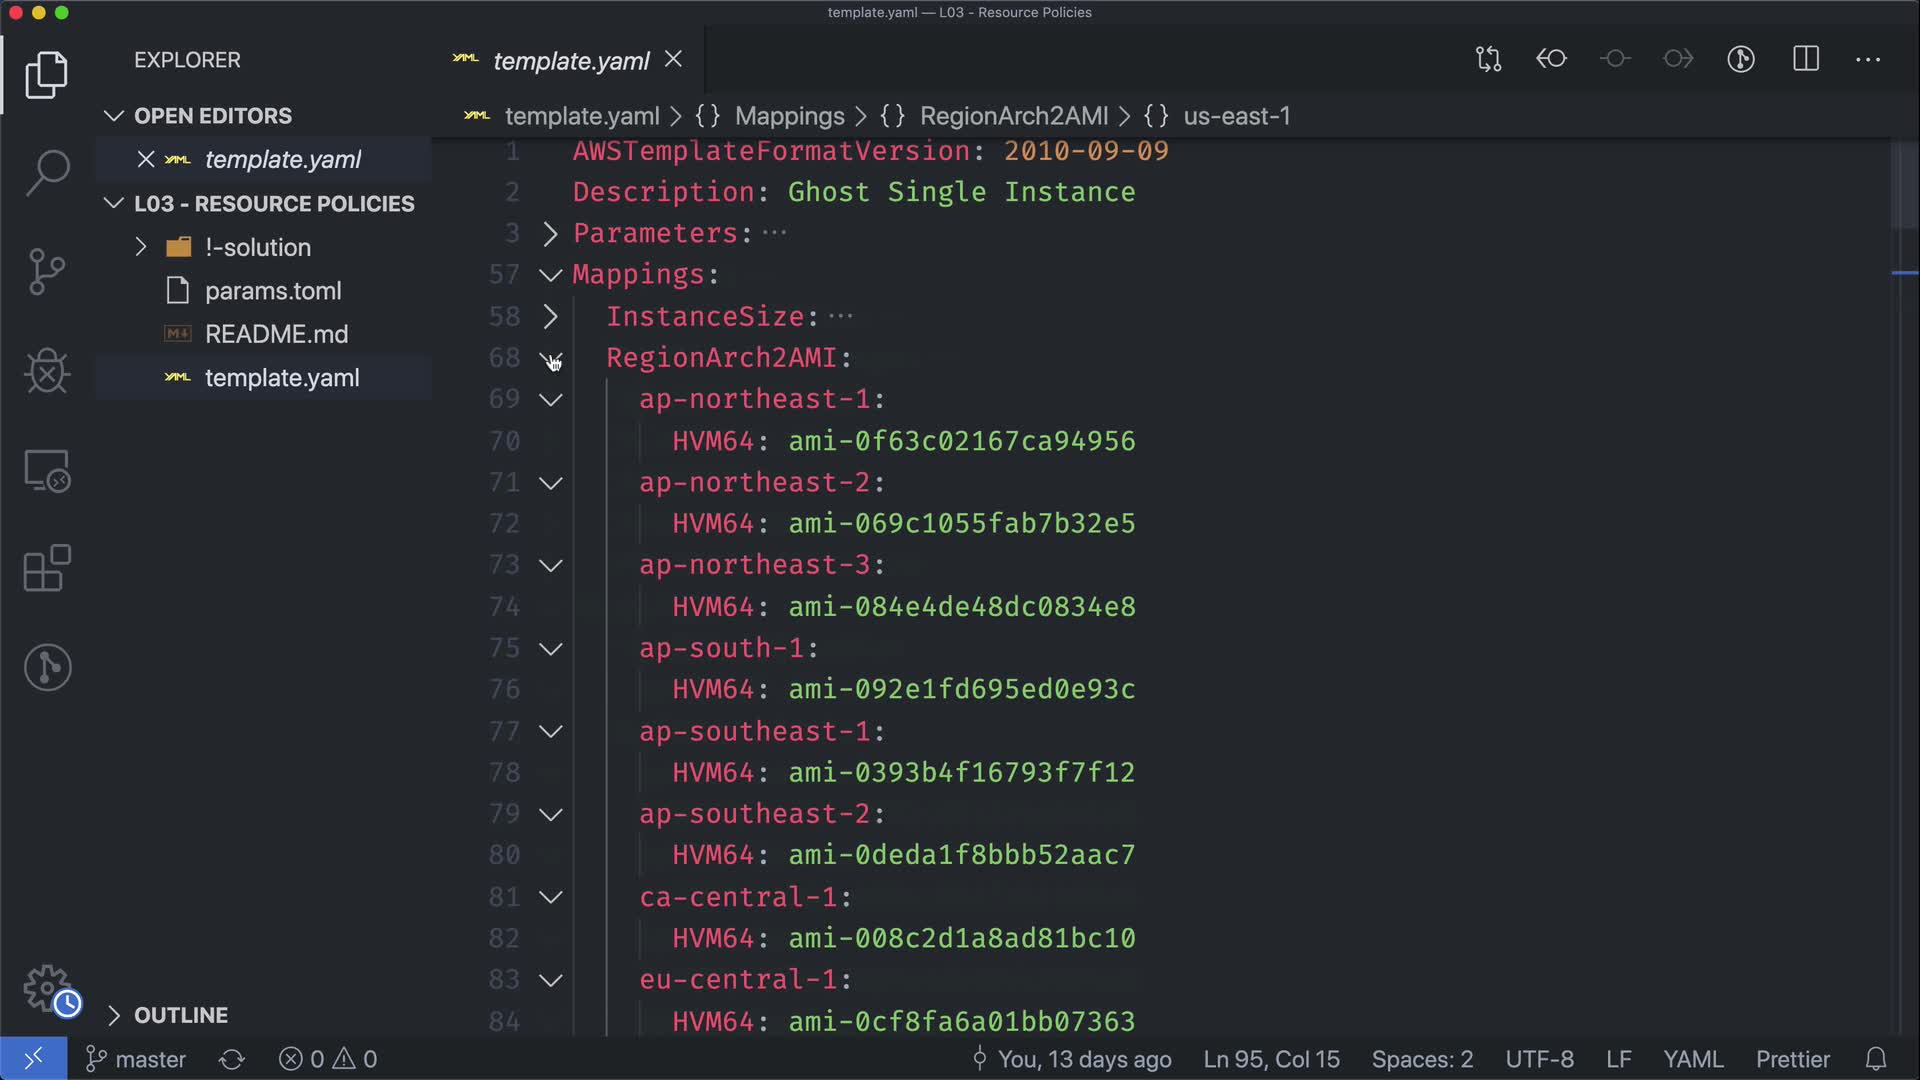 template.yaml — L03 - Resource Policies
EXPLORER
OPEN EDITORS
YAML template.yaml
L03 - RESOURCE POLICIES
!-solution
params.toml
M↓ README.md
YAML template.yaml
OUTLINE
YAML template.yaml
YAML template.yaml > {} Mappings > {} RegionArch2AMI > {} us-east-1
1 AWSTemplateFormatVersion: 2010-09-09
2 Description: Ghost Single Instance
3 Parameters: ...
57 Mappings:
58 InstanceSize: ...
68 RegionArch2AMI:
69 ap-northeast-1:
70 HVM64: ami-0f63c02167ca94956
71 ap-northeast-2:
72 HVM64: ami-069c1055fab7b32e5
73 ap-northeast-3:
74 HVM64: ami-084e4de48dc0834e8
75 ap-south-1:
76 HVM64: ami-092e1fd695ed0e93c
77 ap-southeast-1:
78 HVM64: ami-0393b4f16793f7f12
79 ap-southeast-2:
80 HVM64: ami-0deda1f8bbb52aac7
81 ca-central-1:
82 HVM64: ami-008c2d1a8ad81bc10
83 eu-central-1:
84 HVM64: ami-0cf8fa6a01bb07363
master 0 0 You, 13 days ago Ln 95, Col 15 Spaces: 2 UTF-8 LF YAML Prettier